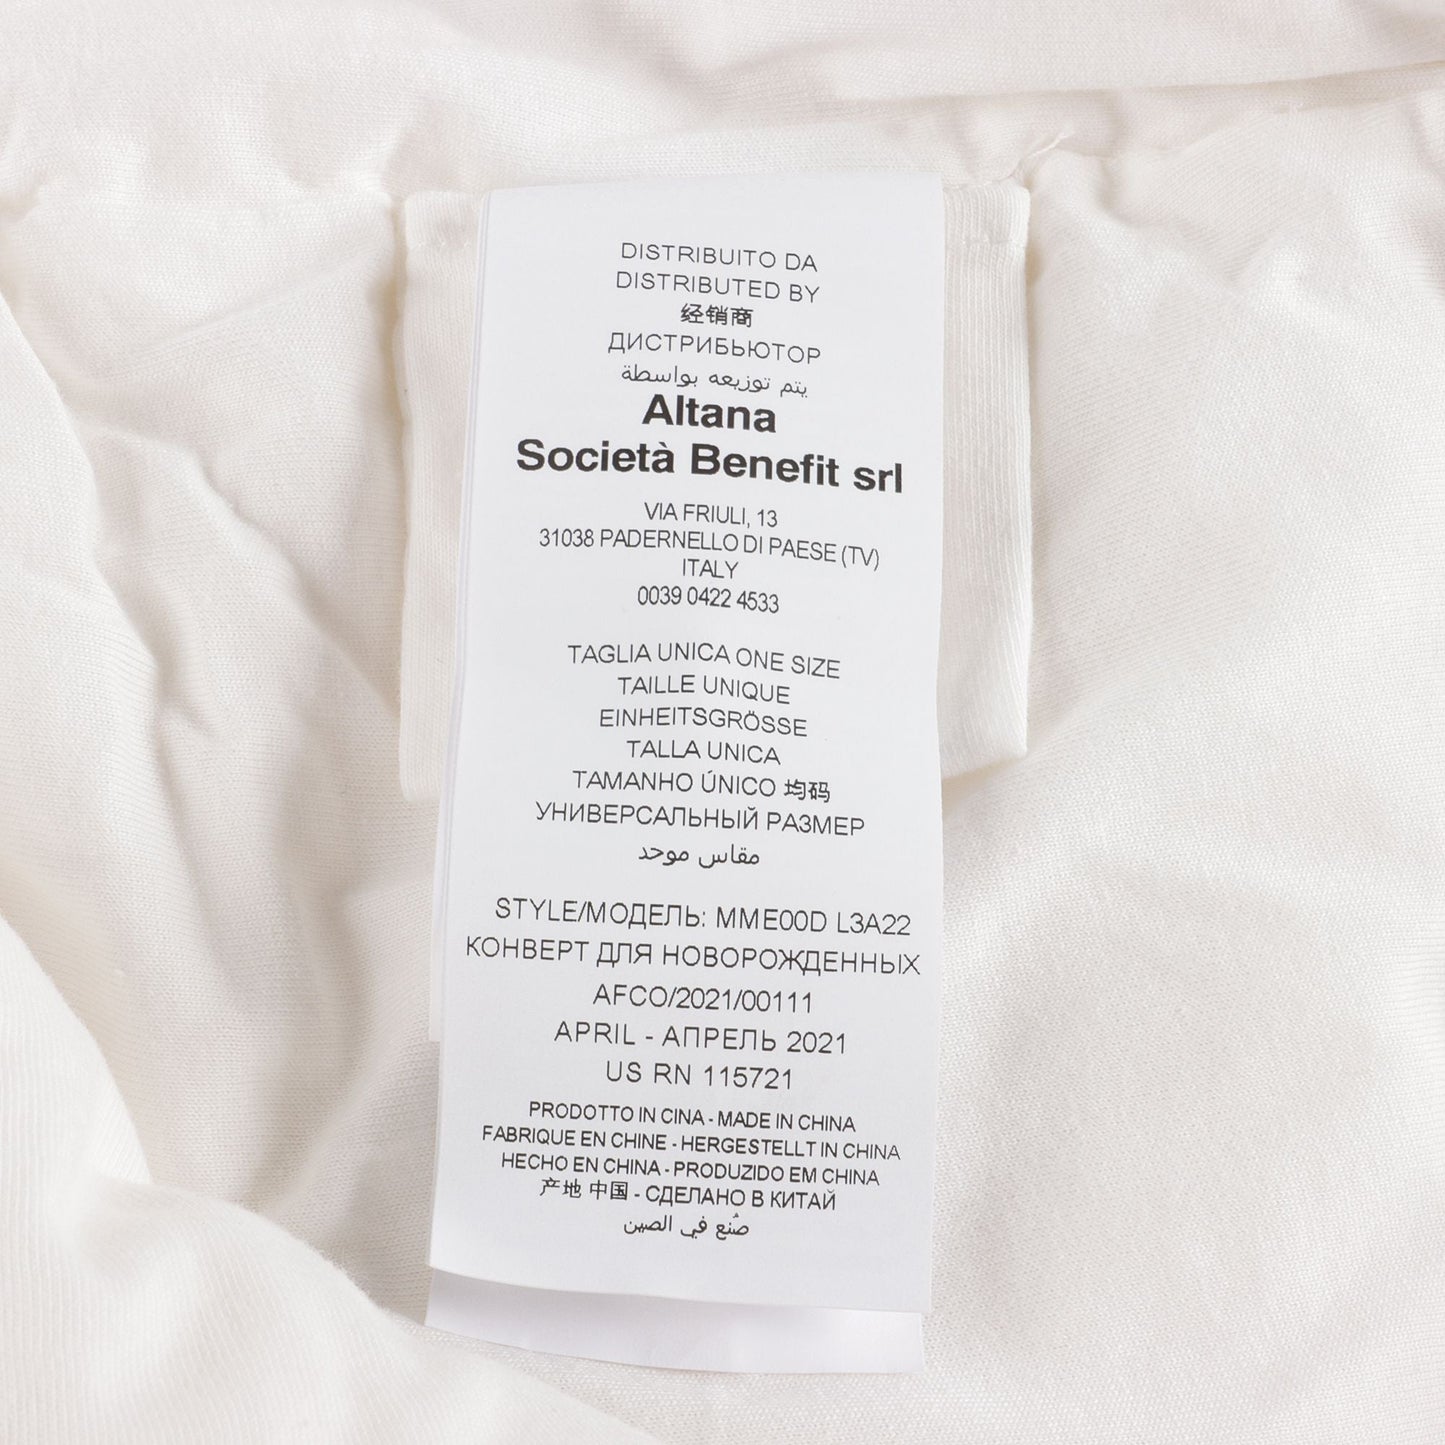 DISTRIBUITO DA
DISTRIBUTED BY
经销商
ДИСТРИБЬЮТОР
يتم توزيعه بواسطة
Altana
Società Benefit srl
VIA FRIULI, 13
31038 PADERNELLO DI PAESE (TV)
ITALY
0039 0422 4533
TAGLIA UNICA ONE SIZE
TAILLE UNIQUE
EINHEITSGRÖSSE
TALLA UNICA
TAMANHO ÚNICO 均码
УНИВЕРСАЛЬНЫЙ РАЗМЕР
مقاس موحد
STYLE/МОДЕЛЬ: MME00D L3A22
КОНВЕРТ ДЛЯ НОВОРОЖДЕННЫХ
AFCO/2021/00111
APRIL - АПРЕЛЬ 2021
US RN 115721
PRODOTTO IN CINA - MADE IN CHINA
FABRIQUE EN CHINE - HERGESTELLT IN CHINA
HECHO EN CHINA - PRODUZIDO EM CHINA
产地 中国 - СДЕЛАНО В КИТАЙ
صُنع في الصين